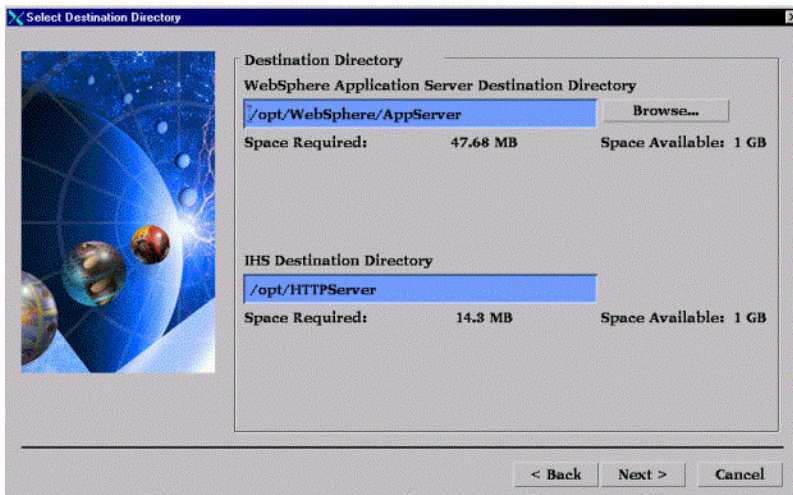 Select Destination Directory
Destination Directory
WebSphere Application Server Destination Directory
/opt/WebSphere/AppServer
Browse...
Space Required: 47.68 MB Space Available: 1 GB
IHS Destination Directory
/opt/HTTPServer
Space Required: 14.3 MB Space Available: 1 GB
< Back Next > Cancel